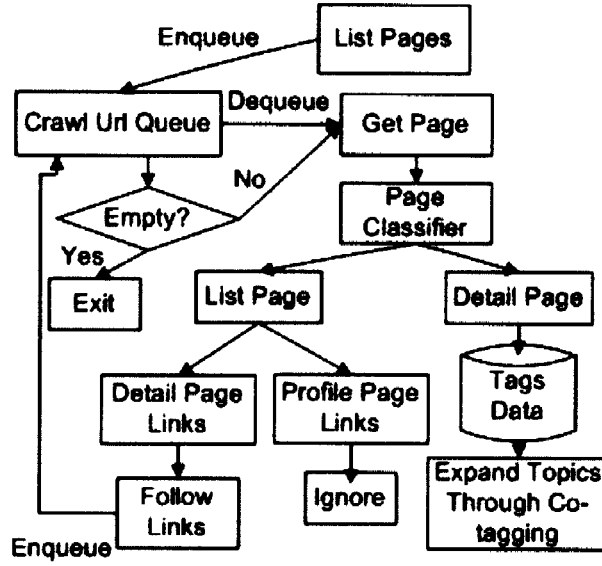 Enqueue
List Pages
Crawl Url Queue
Dequeue
Get Page
No
Empty?
Page
Classifier
Yes
Exit
List Page
Detail Page
Detail Page
Links
Profile Page
Links
Tags
Data
Follow
Links
Ignore
Expand Topics
Through Co-
tagging
Enqueue